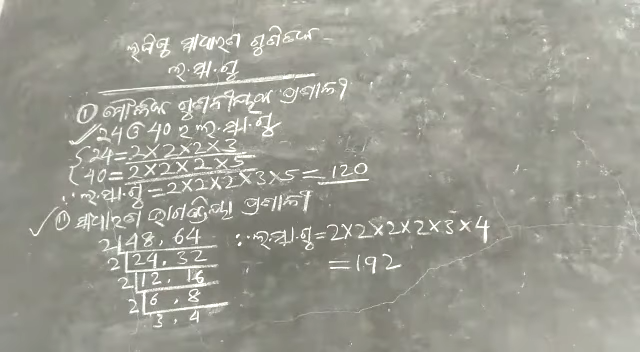 ଲଘିଷ୍ଠ ସାଧାରଣ ଗୁଣିତକ
ଲ.ସା.ଗୁ
① ମୌଳିକ ଗୁଣନୀୟକ ପ୍ରଣାଳୀ
✓ 24 ଓ 40 ର ଲ.ସା.ଗୁ
{ 24 = 2×2×2×3
40 = 2×2×2×5
∴ ଲ.ସା.ଗୁ = 2×2×2×3×5 = 120
✓ ① ସାଧାରଣ ଭାଗକ୍ରିୟା ପ୍ରଣାଳୀ
2 48, 64 ∴ ଲ.ସା.ଗୁ = 2×2×2×2×3×4
2 24, 32 = 192
2 12, 16
2 6, 8
3, 4